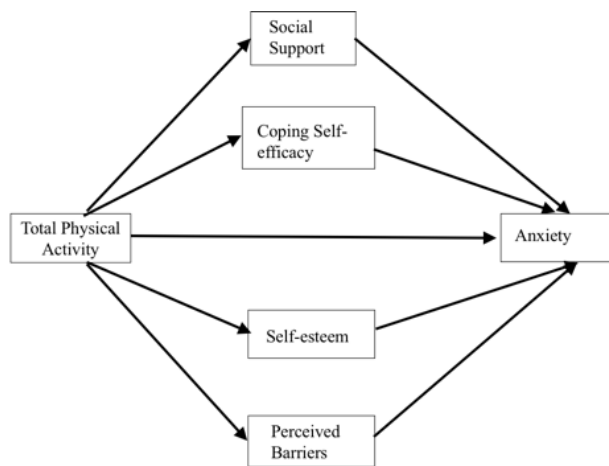 Social
Support
Coping Self-
efficacy
Total Physical
Activity
Anxiety
Self-esteem
Perceived
Barriers